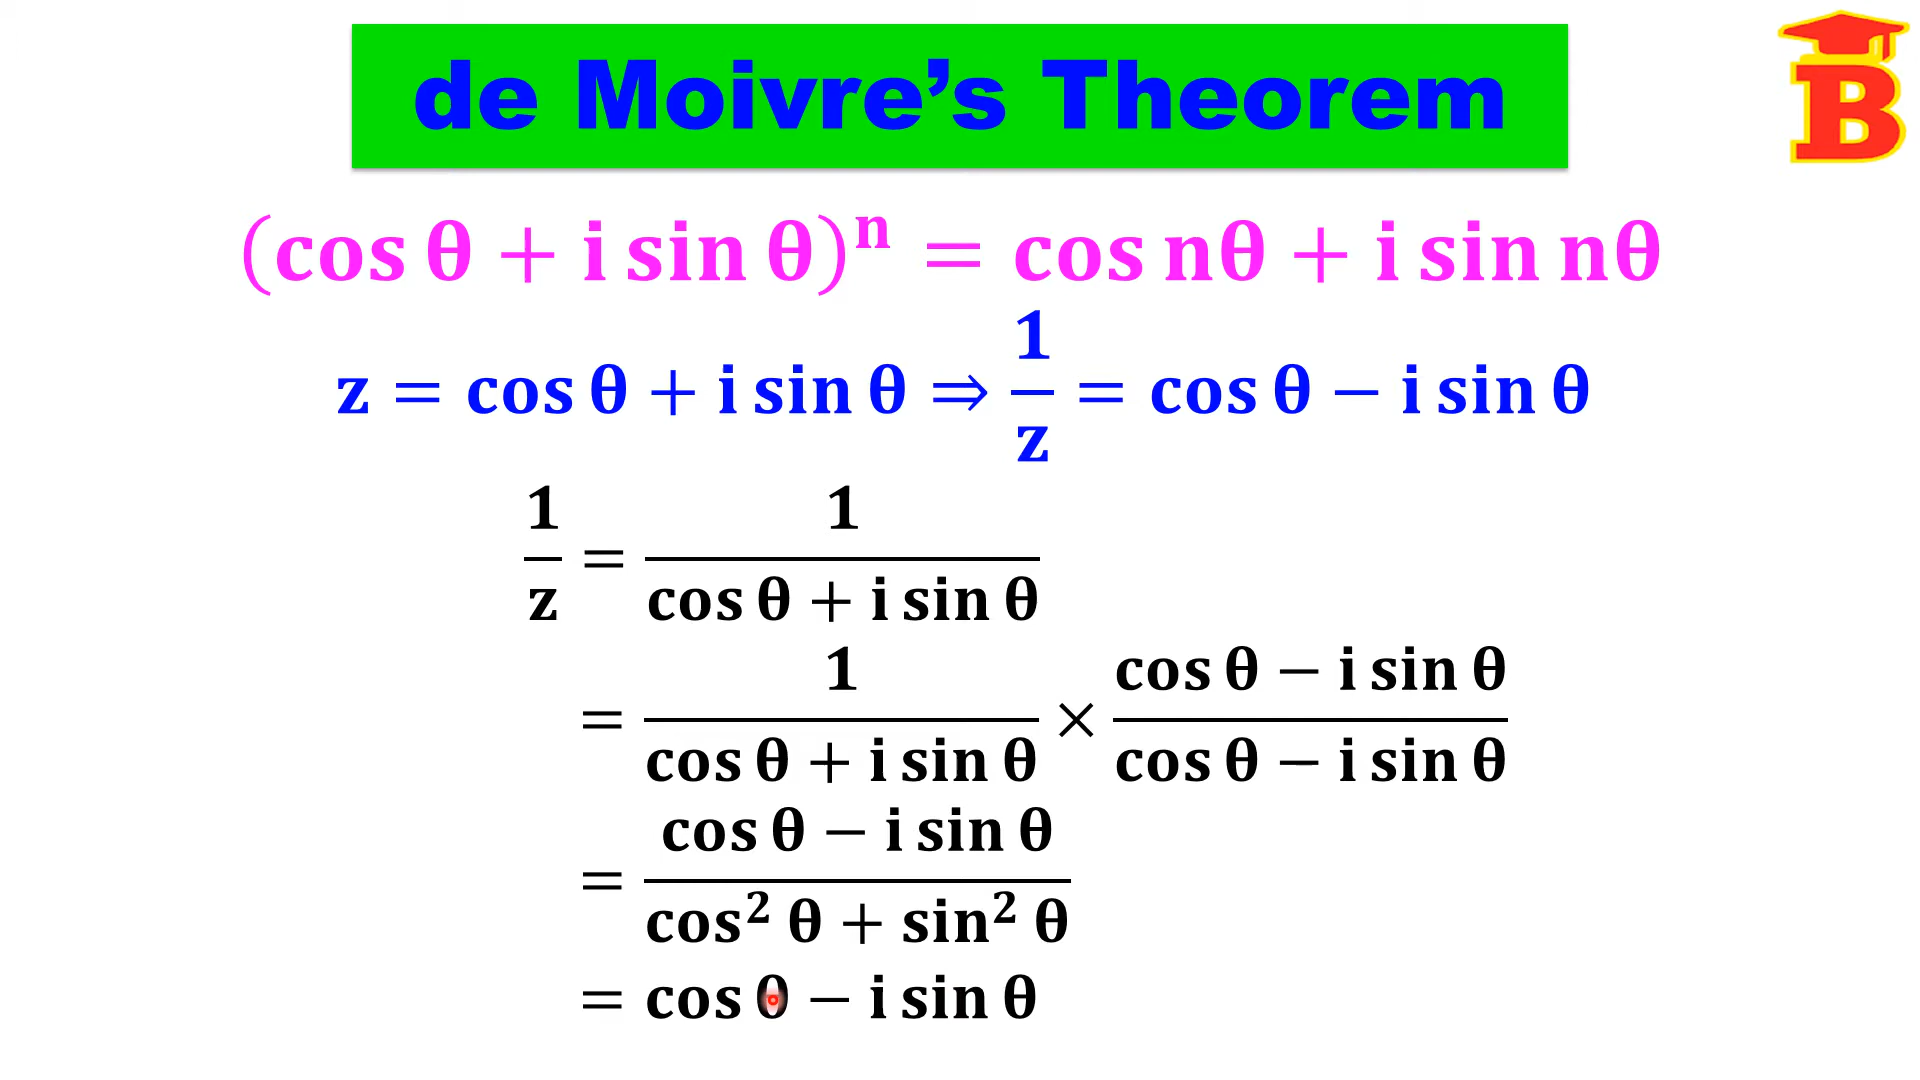 de Moivre’s Theorem
B
(cos θ + i sin θ)ⁿ = cos nθ + i sin nθ
z = cos θ + i sin θ ⇒ 1/z = cos θ − i sin θ
1/z = 1/(cos θ + i sin θ)
= 1/(cos θ + i sin θ) × (cos θ − i sin θ)/(cos θ − i sin θ)
= (cos θ − i sin θ)/(cos² θ + sin² θ)
= cos θ − i sin θ